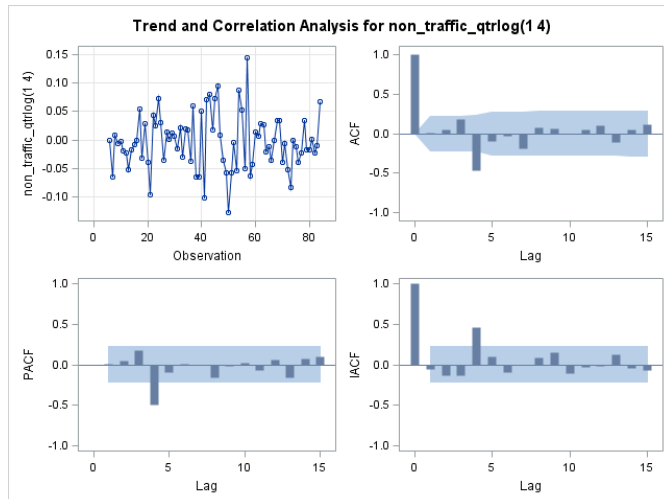 Trend and Correlation Analysis for non_traffic_qtrlog(1 4)
0.15
0.10
0.05
0.00
-0.05
-0.10
non_traffic_qtrlog(1 4)
0 20 40 60 80
Observation
1.0
0.5
0.0
-0.5
-1.0
ACF
0 5 10 15
Lag
1.0
0.5
0.0
-0.5
-1.0
PACF
0 5 10 15
Lag
1.0
0.5
0.0
-0.5
-1.0
IACF
0 5 10 15
Lag